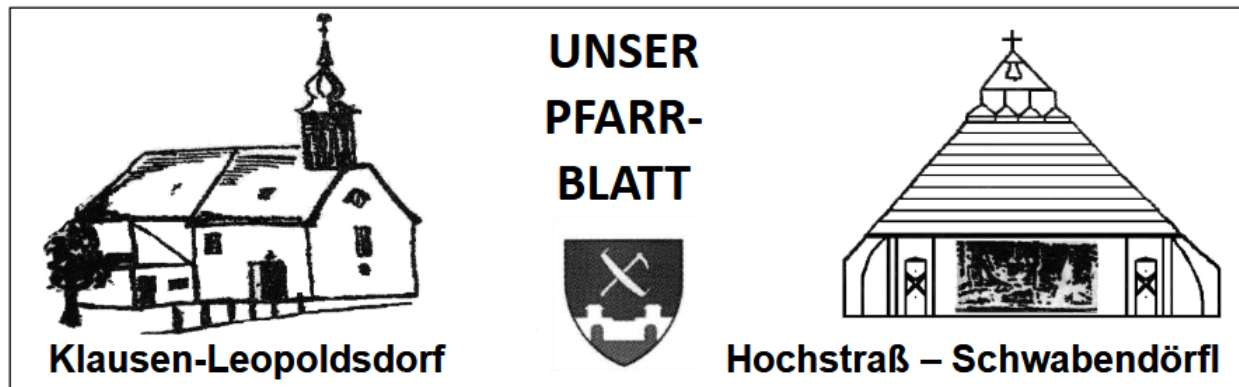 UNSER
PFARR-
BLATT
Klausen-Leopoldsdorf
Hochstraß – Schwabendörfl